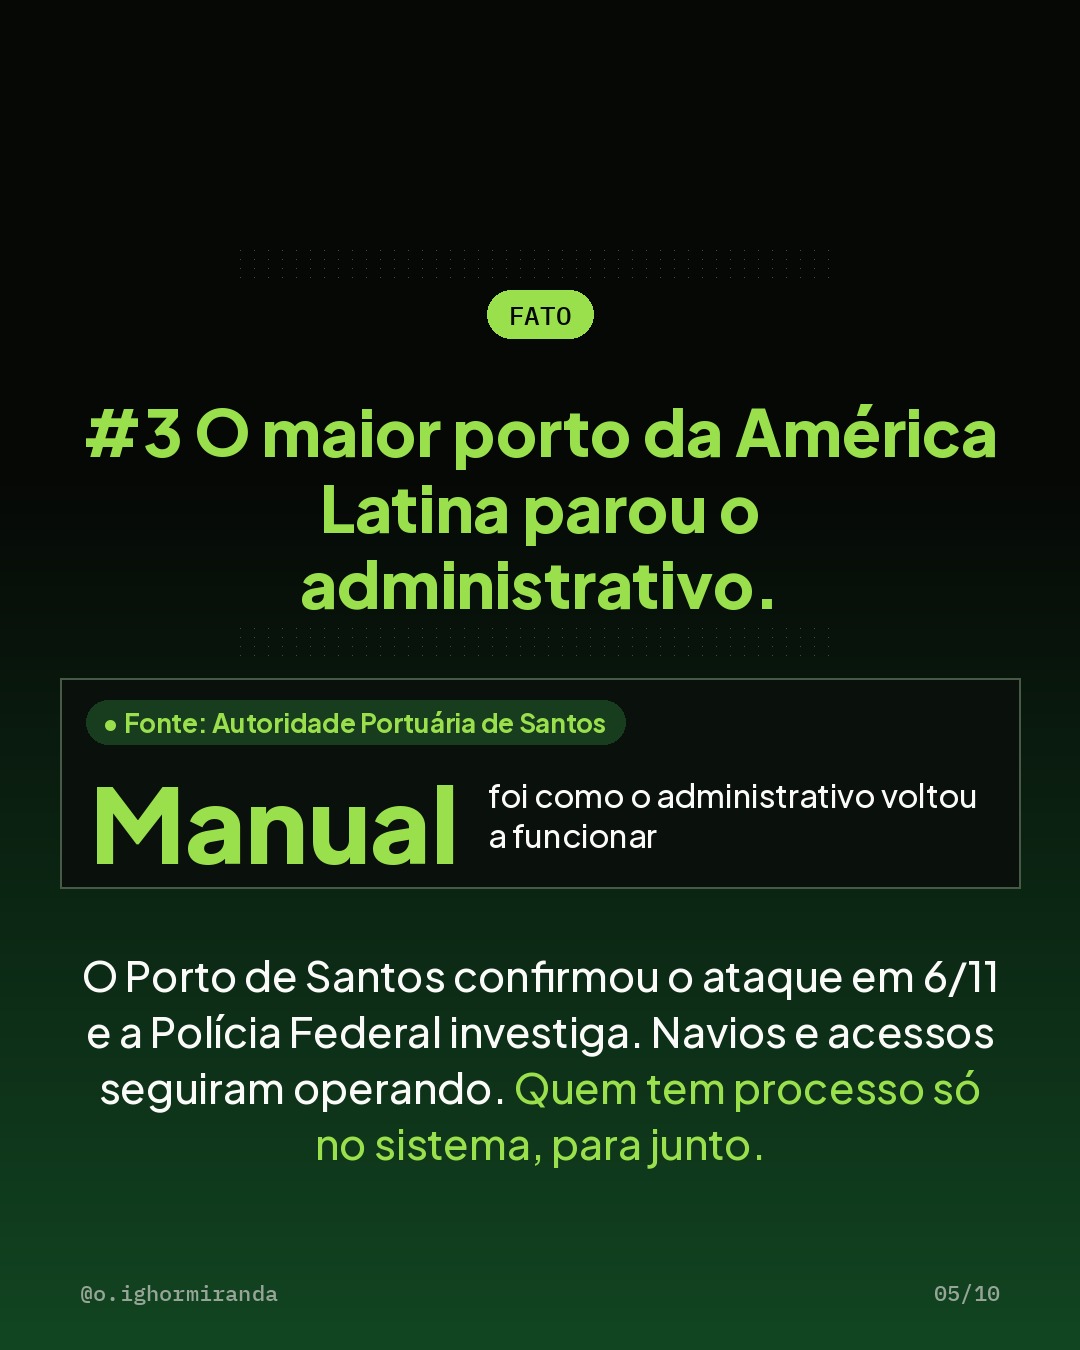 FATO
#3 O maior porto da América
Latina parou o
administrativo.
• Fonte: Autoridade Portuária de Santos
Manual
foi como o administrativo voltou
a funcionar
O Porto de Santos confirmou o ataque em 6/11
e a Polícia Federal investiga. Navios e acessos
seguiram operando. Quem tem processo só
no sistema, para junto.
@o.ighormiranda
05/10